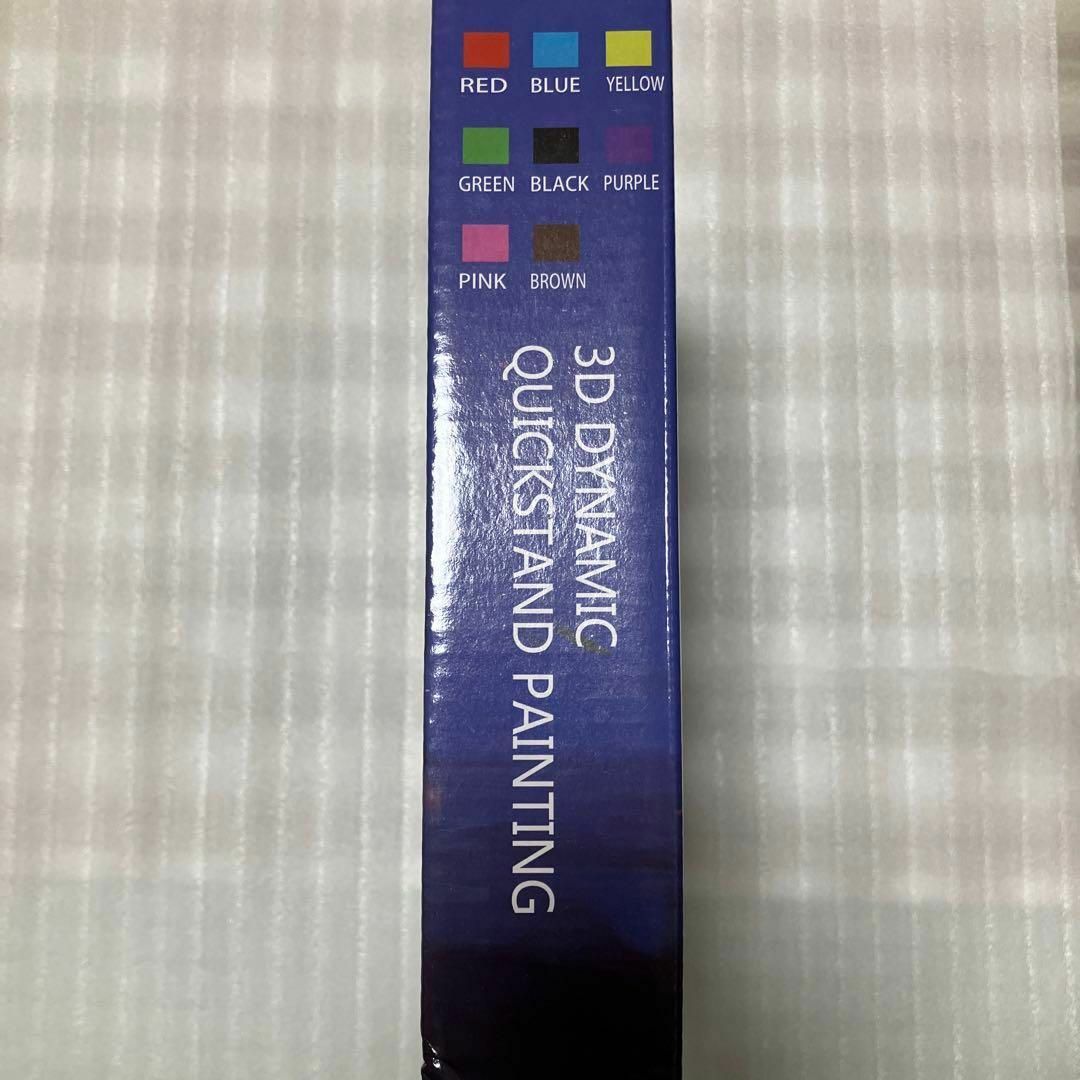 RED BLUE YELLOW
GREEN BLACK PURPLE
PINK BROWN
3D DYNAMIC
QUICKSTAND PAINTING